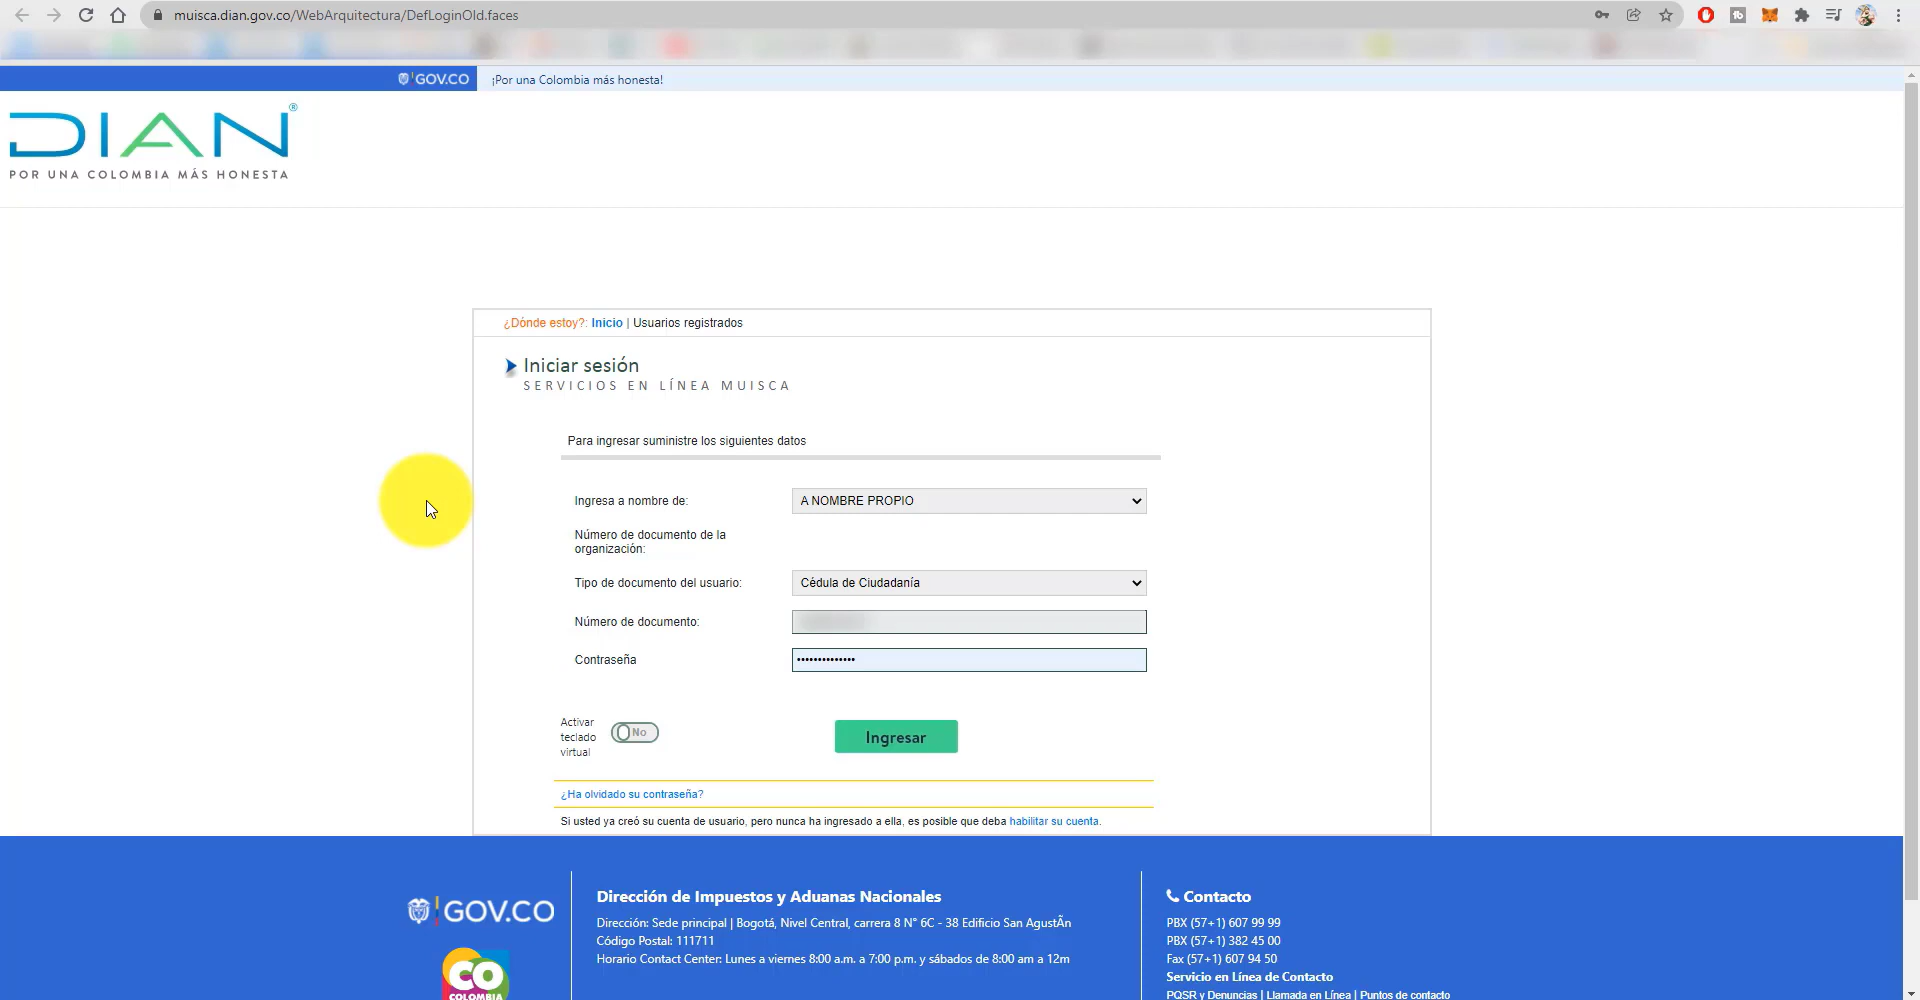 muisca.dian.gov.co/WebArquitectura/DefLoginOld.faces
GOV.CO
¡Por una Colombia más honesta!
DIAN®
POR UNA COLOMBIA MÁS HONESTA
¿Dónde estoy?: Inicio | Usuarios registrados
Iniciar sesión
SERVICIOS EN LÍNEA MUISCA
Para ingresar suministre los siguientes datos
Ingresa a nombre de:
A NOMBRE PROPIO
Número de documento de la
organización:
Tipo de documento del usuario:
Cédula de Ciudadanía
Número de documento:
Contraseña
••••••••••••••
Activar
teclado
virtual
No
Ingresar
¿Ha olvidado su contraseña?
Si usted ya creó su cuenta de usuario, pero nunca ha ingresado a ella, es posible que deba habilitar su cuenta.
GOV.CO
CO
COLOMBIA
Dirección de Impuestos y Aduanas Nacionales
Dirección: Sede principal | Bogotá, Nivel Central, carrera 8 N° 6C - 38 Edificio San AgustÃn
Código Postal: 111711
Horario Contact Center: Lunes a viernes 8:00 a.m. a 7:00 p.m. y sábados de 8:00 am a 12m
Contacto
PBX (57+1) 607 99 99
PBX (57+1) 382 45 00
Fax (57+1) 607 94 50
Servicio en Línea de Contacto
PQSR y Denuncias | Llamada en Línea | Puntos de contacto